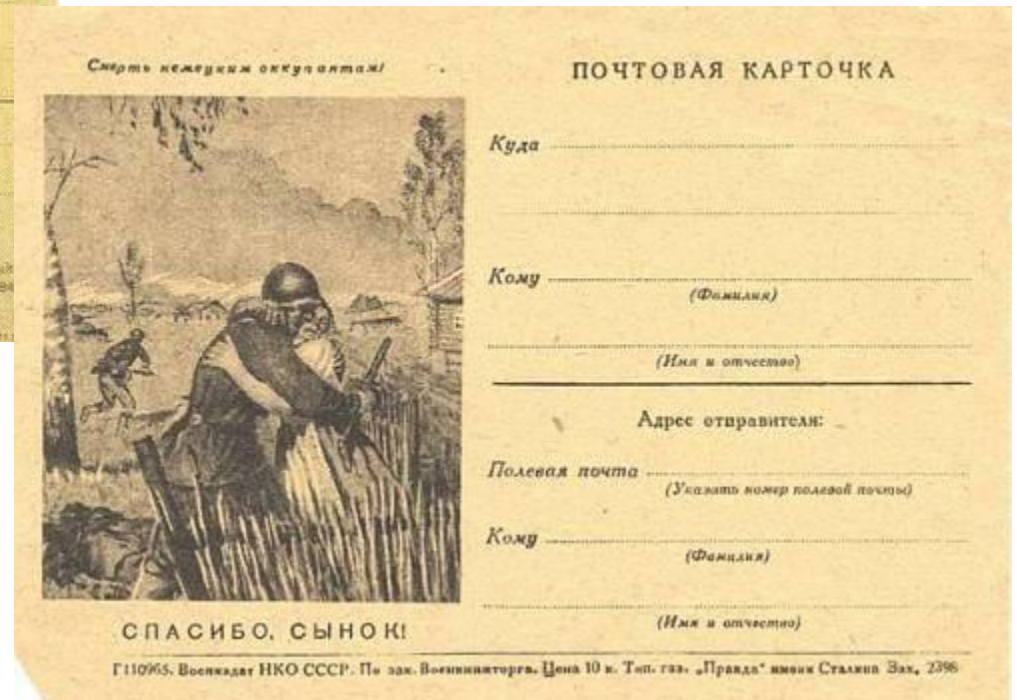 Смерть немецким оккупантам!
ПОЧТОВАЯ КАРТОЧКА
Куда
Кому
(Фамилия)
(Имя и отчество)
Адрес отправителя:
Полевая почта
(Указать номер полевой почты)
Кому
(Фамилия)
(Имя и отчество)
СПАСИБО, СЫНОК!
Г110965. Воениздат НКО СССР. По зак. Военвинторга. Цена 10 к. Тип. газ. „Правда“ имени Сталина Зак. 2398